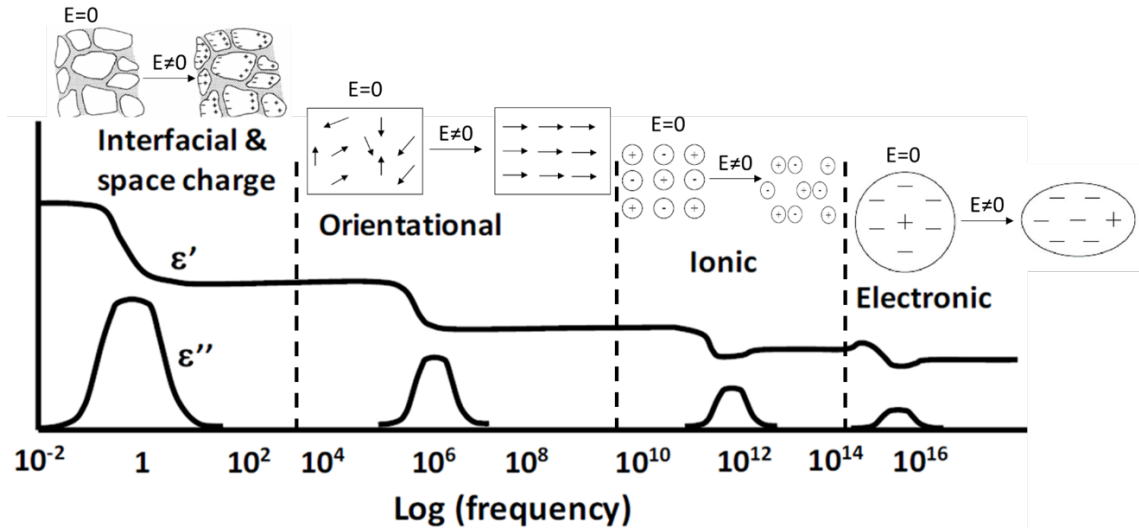 E=0
E≠0
Interfacial &
space charge
E=0
E≠0
Orientational
E=0
E≠0
Ionic
E=0
E≠0
Electronic
ε'
ε''
10⁻² 1 10² 10⁴ 10⁶ 10⁸ 10¹⁰ 10¹² 10¹⁴ 10¹⁶
Log (frequency)